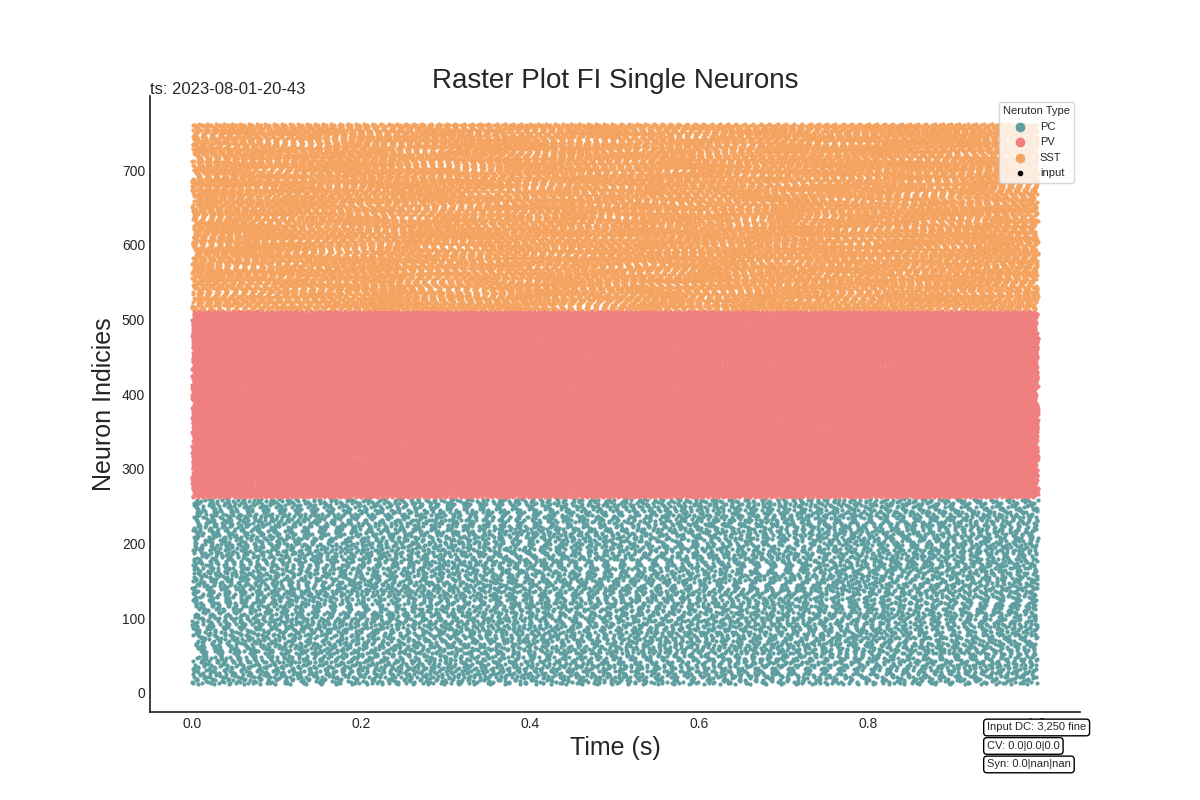 Raster Plot FI Single Neurons
ts: 2023-08-01-20-43
Neruton Type
PC
PV
SST
input
Neuron Indicies
700
600
500
400
300
200
100
0
0.0 0.2 0.4 0.6 0.8
Time (s)
Input DC: 3,250 fine
CV: 0.0|0.0|0.0
Syn: 0.0|nan|nan